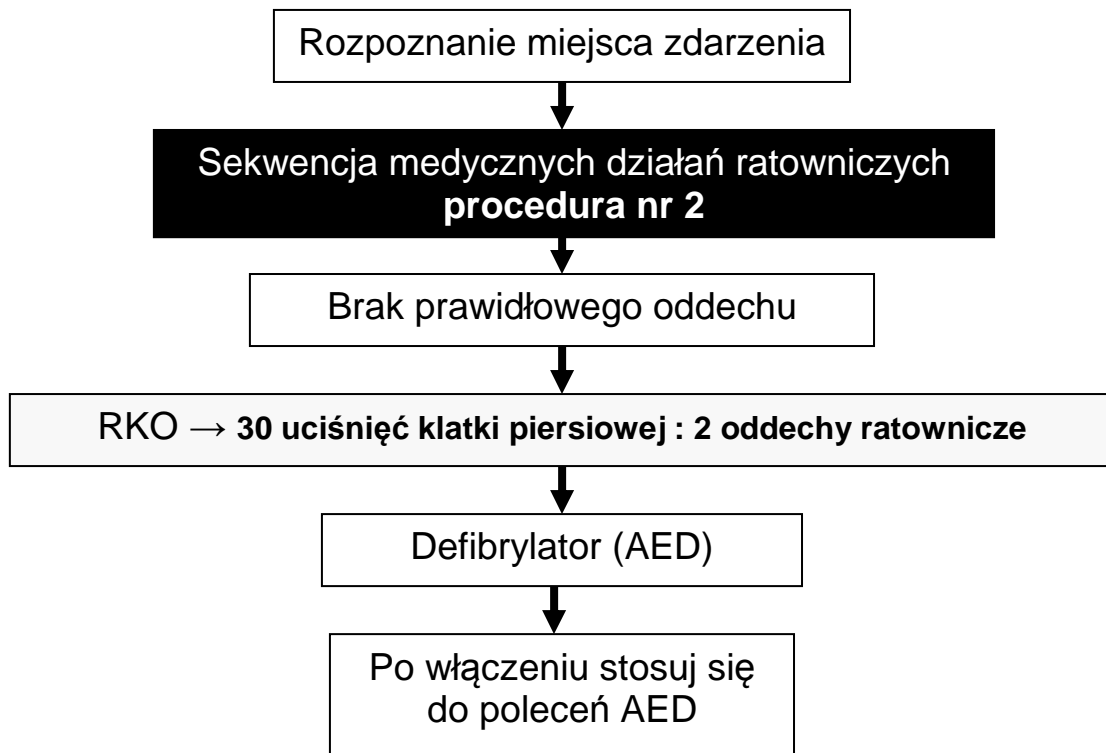 Rozpoznanie miejsca zdarzenia
Sekwencja medycznych działań ratowniczych
procedura nr 2
Brak prawidłowego oddechu
RKO → 30 uciśnięć klatki piersiowej : 2 oddechy ratownicze
Defibrylator (AED)
Po włączeniu stosuj się
do poleceń AED